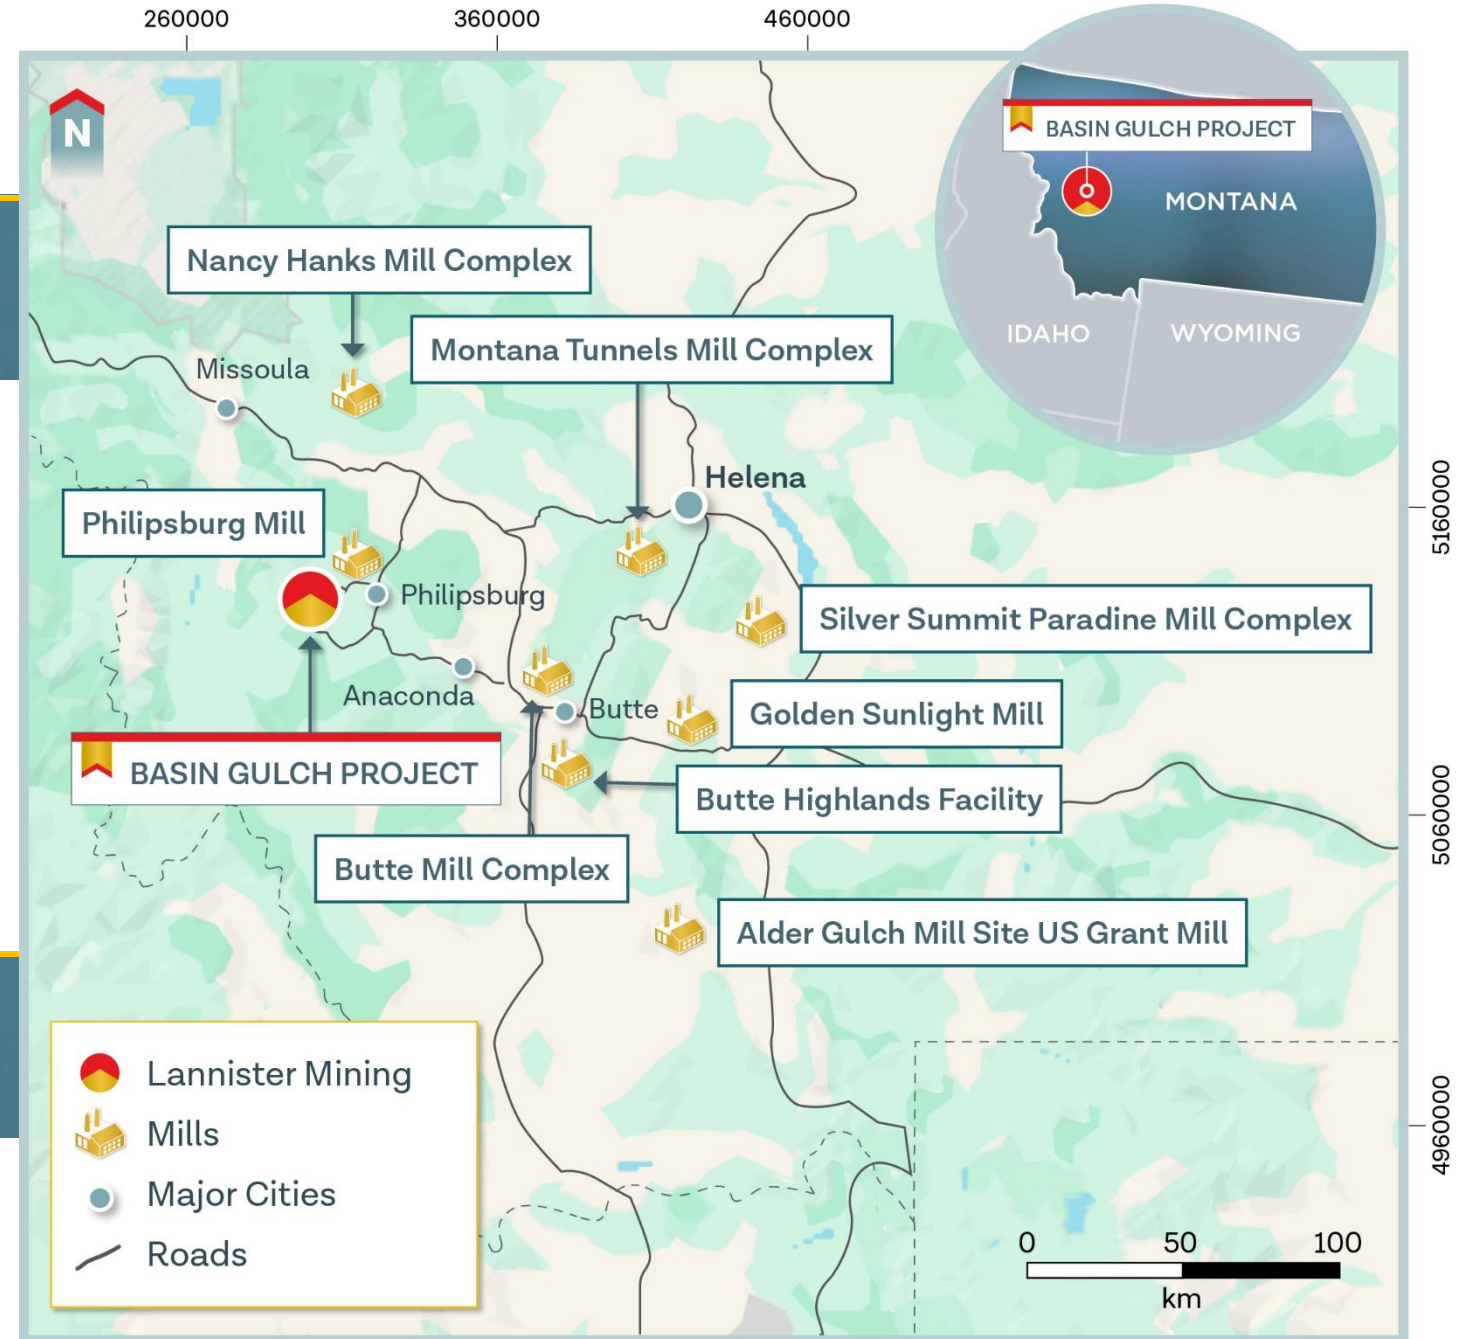 260000
360000
460000
N
BASIN GULCH PROJECT
MONTANA
IDAHO
WYOMING
Nancy Hanks Mill Complex
Montana Tunnels Mill Complex
Missoula
Helena
5160000
Philipsburg Mill
Philipsburg
Silver Summit Paradine Mill Complex
Anaconda
Butte
Golden Sunlight Mill
BASIN GULCH PROJECT
Butte Highlands Facility
5060000
Butte Mill Complex
Alder Gulch Mill Site US Grant Mill
Lannister Mining
Mills
Major Cities
Roads
4960000
0 50 100
km